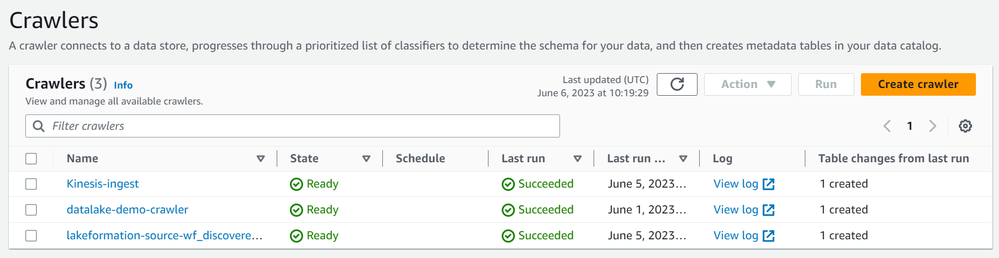 Crawlers
A crawler connects to a data store, progresses through a prioritized list of classifiers to determine the schema for your data, and then creates metadata tables in your data catalog.
Crawlers (3) Info
View and manage all available crawlers.
Last updated (UTC)
June 6, 2023 at 10:19:29
Action
Run
Create crawler
Filter crawlers
1
Name State Schedule Last run Last run ... Log Table changes from last run
Kinesis-ingest Ready Succeeded June 5, 2023... View log 1 created
datalake-demo-crawler Ready Succeeded June 1, 2023... View log 1 created
lakeformation-source-wf_discovere... Ready Succeeded June 5, 2023... View log 1 created